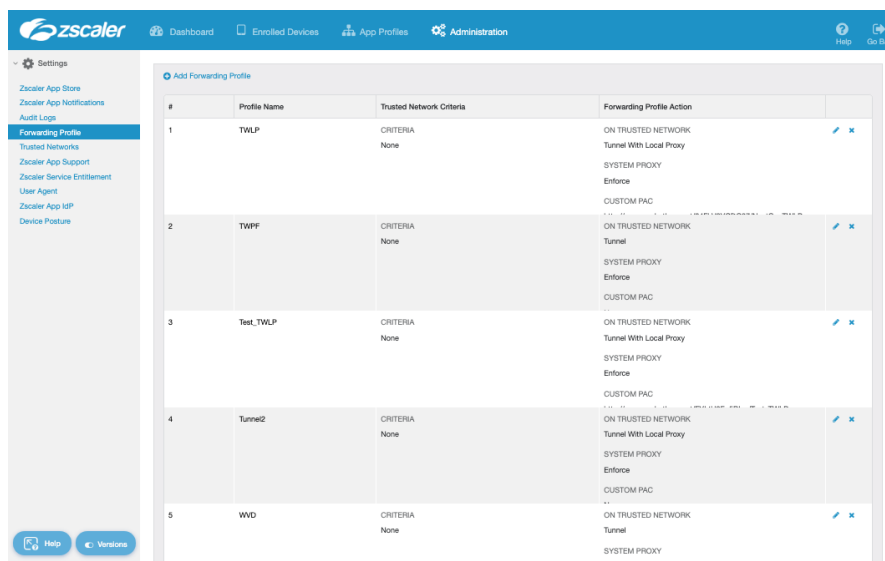 zscaler Dashboard Enrolled Devices App Profiles Administration Help Go B
Settings
Zscaler App Store
Zscaler App Notifications
Audit Logs
Forwarding Profile
Trusted Networks
Zscaler App Support
Zscaler Service Entitlement
User Agent
Zscaler App IdP
Device Posture
Add Forwarding Profile
# Profile Name Trusted Network Criteria Forwarding Profile Action
1 TWLP CRITERIA ON TRUSTED NETWORK
None Tunnel With Local Proxy
SYSTEM PROXY
Enforce
CUSTOM PAC
2 TWPF CRITERIA ON TRUSTED NETWORK
None Tunnel
SYSTEM PROXY
Enforce
CUSTOM PAC
3 Test_TWLP CRITERIA ON TRUSTED NETWORK
None Tunnel With Local Proxy
SYSTEM PROXY
Enforce
CUSTOM PAC
4 Tunnel2 CRITERIA ON TRUSTED NETWORK
None Tunnel With Local Proxy
SYSTEM PROXY
Enforce
CUSTOM PAC
5 WVD CRITERIA ON TRUSTED NETWORK
None Tunnel
SYSTEM PROXY
Help Versions